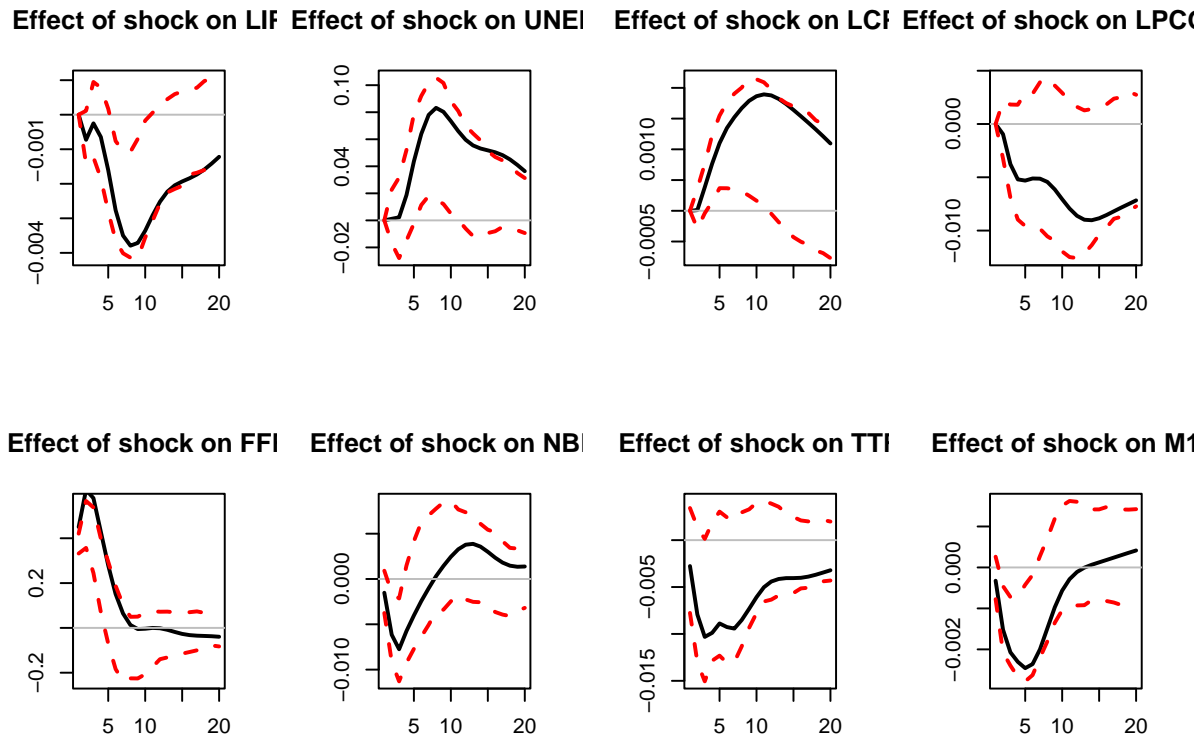 Effect of shock on LIF
−0.001
−0.004
5 10 20
Effect of shock on UNEI
0.10
0.04
−0.02
5 10 20
Effect of shock on LCF
0.0010
−0.0005
5 10 20
Effect of shock on LPCC
0.000
−0.010
5 10 20
Effect of shock on FFI
0.2
−0.2
5 10 20
Effect of shock on NBI
0.000
−0.010
5 10 20
Effect of shock on TTF
−0.005
−0.015
5 10 20
Effect of shock on M1
0.000
−0.002
5 10 20